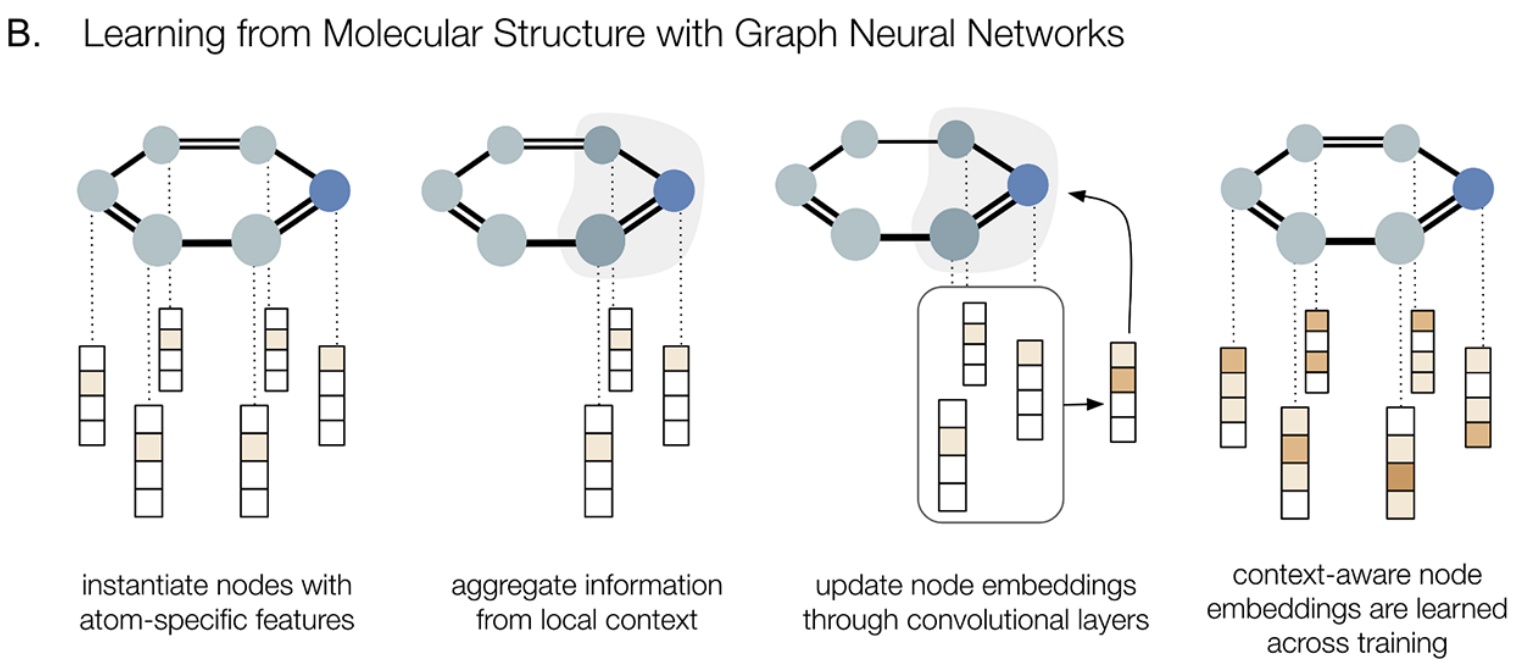 B. Learning from Molecular Structure with Graph Neural Networks
instantiate nodes with
atom-specific features
aggregate information
from local context
update node embeddings
through convolutional layers
context-aware node
embeddings are learned
across training